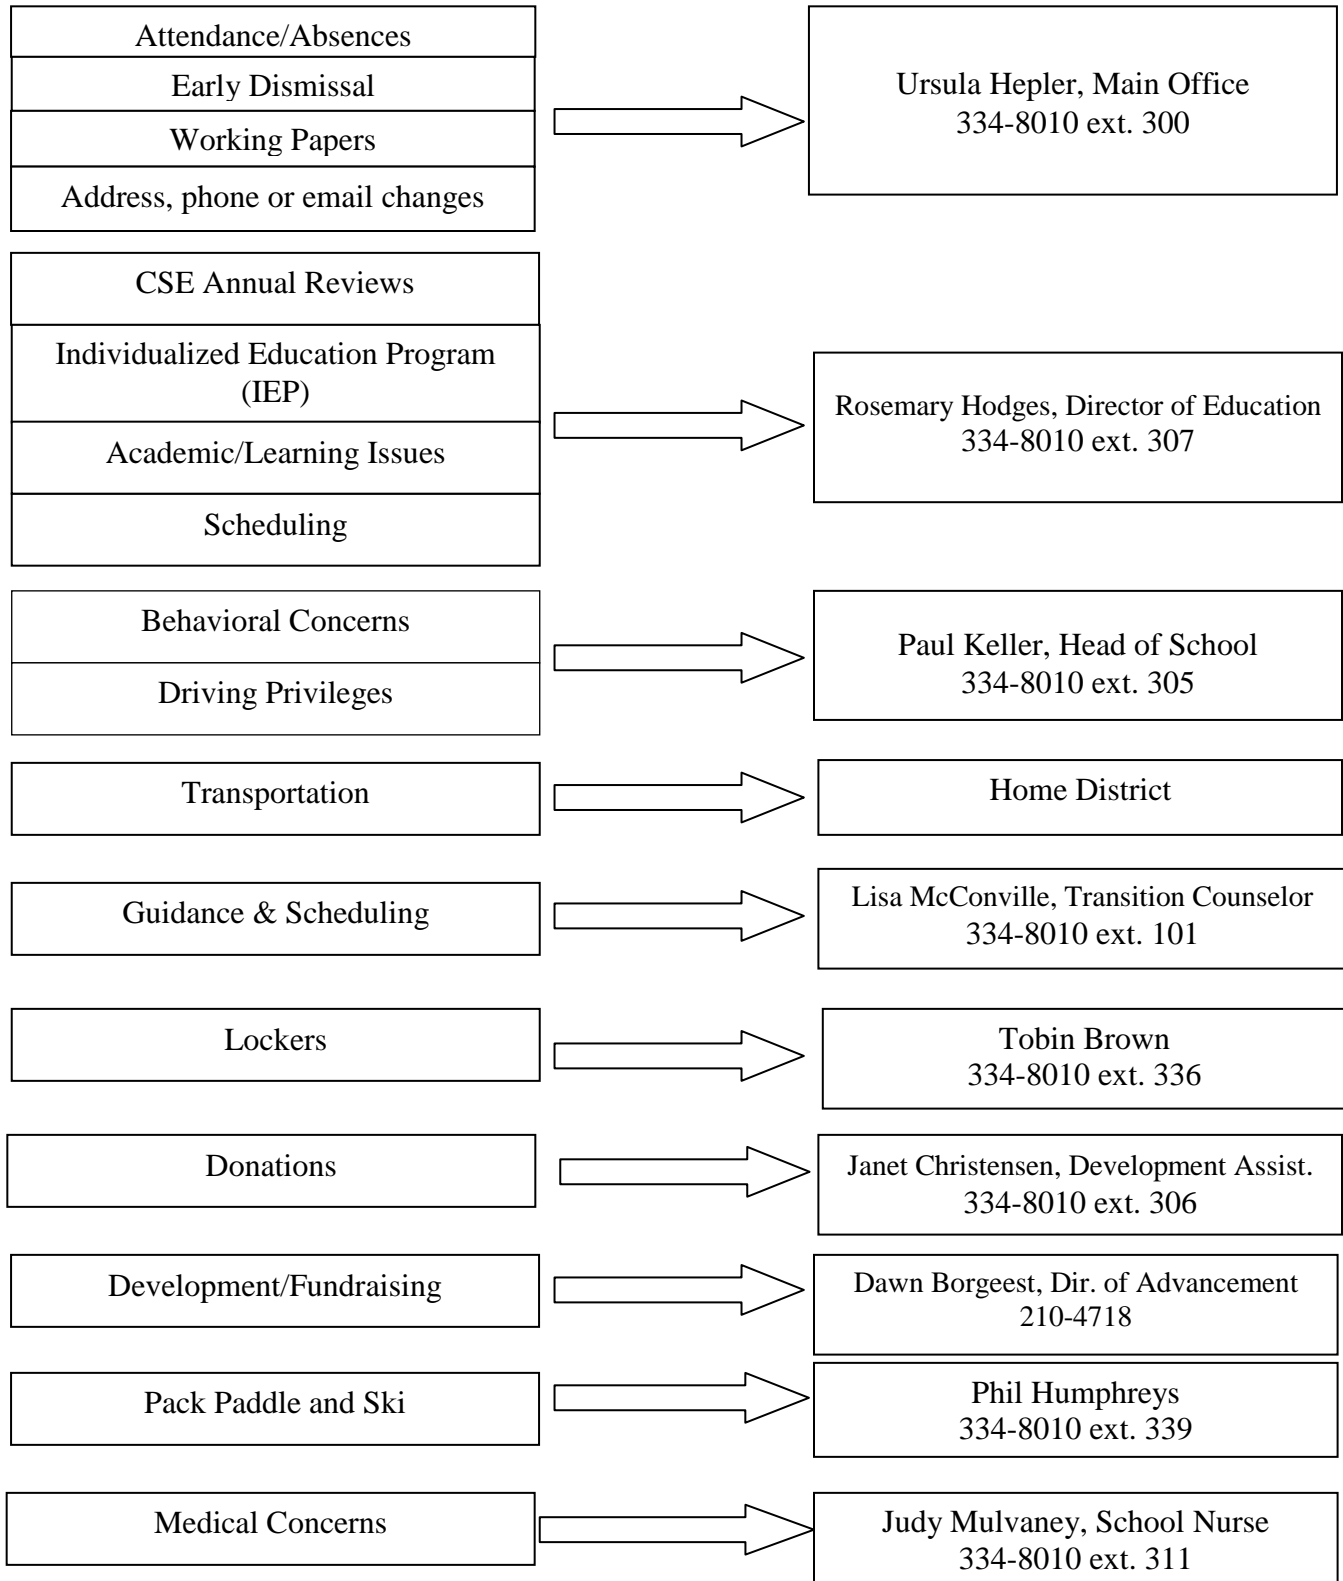 Attendance/Absences
Early Dismissal
Working Papers
Address, phone or email changes
Ursula Hepler, Main Office
334-8010 ext. 300
CSE Annual Reviews
Individualized Education Program
(IEP)
Academic/Learning Issues
Scheduling
Rosemary Hodges, Director of Education
334-8010 ext. 307
Behavioral Concerns
Driving Privileges
Paul Keller, Head of School
334-8010 ext. 305
Transportation
Home District
Guidance & Scheduling
Lisa McConville, Transition Counselor
334-8010 ext. 101
Lockers
Tobin Brown
334-8010 ext. 336
Donations
Janet Christensen, Development Assist.
334-8010 ext. 306
Development/Fundraising
Dawn Borgeest, Dir. of Advancement
210-4718
Pack Paddle and Ski
Phil Humphreys
334-8010 ext. 339
Medical Concerns
Judy Mulvaney, School Nurse
334-8010 ext. 311